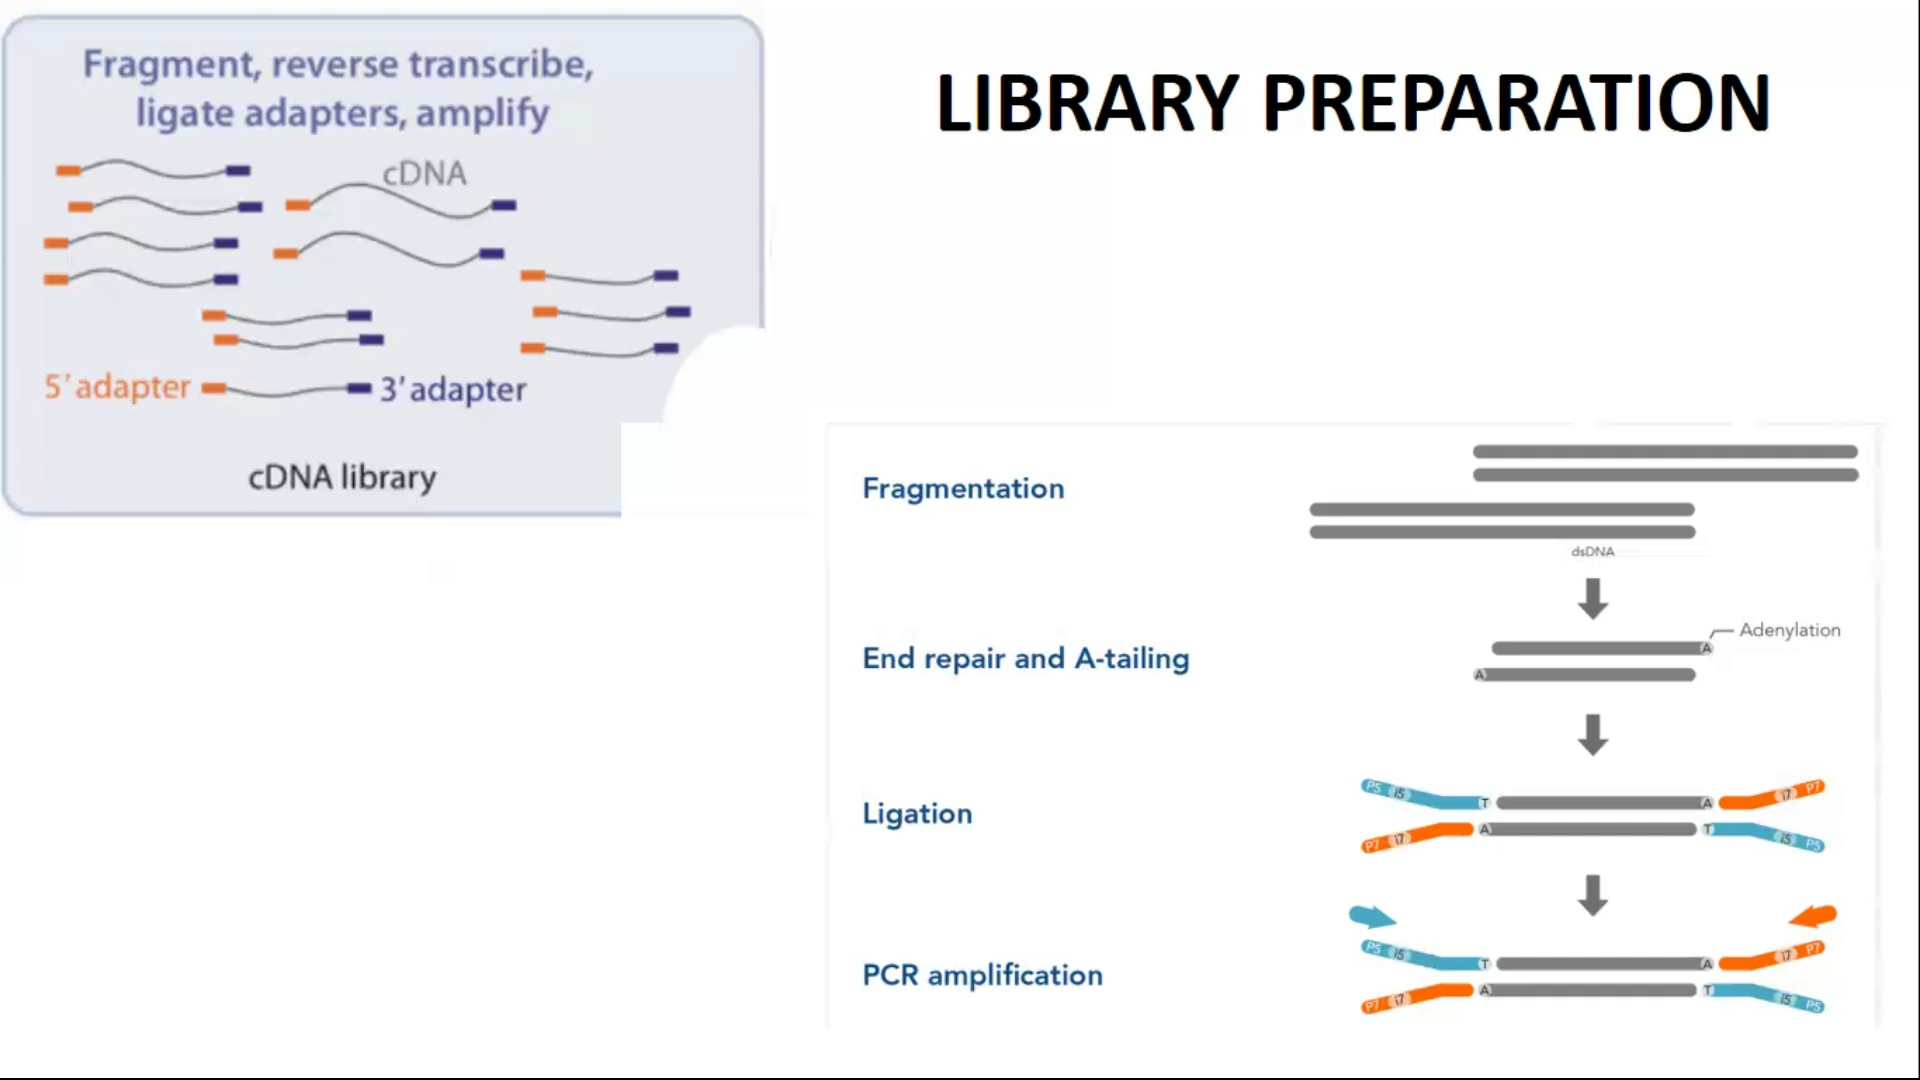 Fragment, reverse transcribe,
ligate adapters, amplify
cDNA
5' adapter
3' adapter
cDNA library
LIBRARY PREPARATION
Fragmentation
dsDNA
End repair and A-tailing
Adenylation
A
A
Ligation
P5 i5 T A i7 P7
P7 i7 A T i5 P5
PCR amplification
P5 i5 T A i7 P7
P7 i7 A T i5 P5